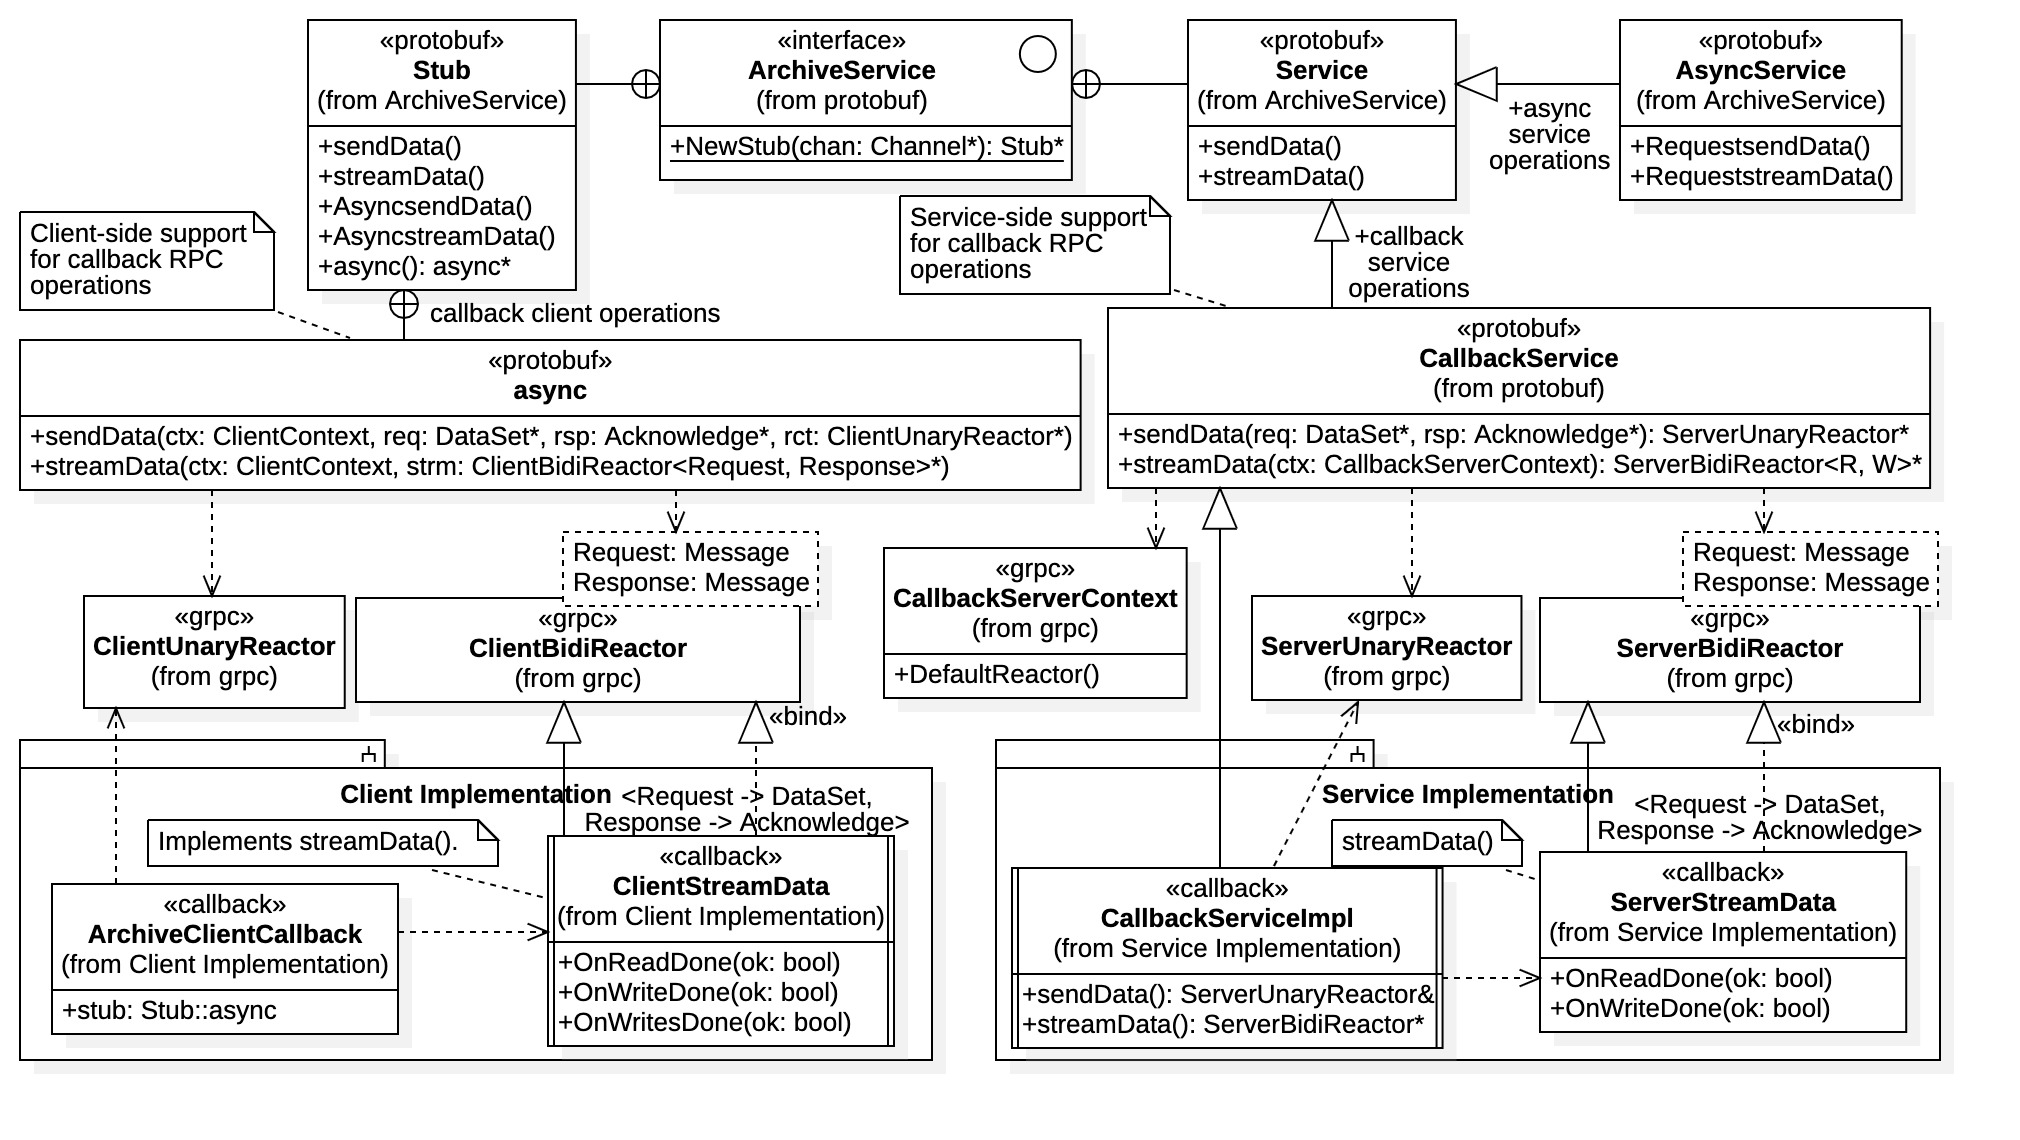 «protobuf»
Stub
(from ArchiveService)
+sendData()
+streamData()
+AsyncsendData()
+AsyncstreamData()
+async(): async*
«interface»
ArchiveService
(from protobuf)
+NewStub(chan: Channel*): Stub*
«protobuf»
Service
(from ArchiveService)
+sendData()
+streamData()
+async
service
operations
«protobuf»
AsyncService
(from ArchiveService)
+RequestsendData()
+RequeststreamData()
Client-side support
for callback RPC
operations
callback client operations
Service-side support
for callback RPC
operations
+callback
service
operations
«protobuf»
async
+sendData(ctx: ClientContext, req: DataSet*, rsp: Acknowledge*, rct: ClientUnaryReactor*)
+streamData(ctx: ClientContext, strm: ClientBidiReactor<Request, Response>*)
«protobuf»
CallbackService
(from protobuf)
+sendData(req: DataSet*, rsp: Acknowledge*): ServerUnaryReactor*
+streamData(ctx: CallbackServerContext): ServerBidiReactor<R, W>*
«grpc»
ClientUnaryReactor
(from grpc)
Request: Message
Response: Message
«grpc»
ClientBidiReactor
(from grpc)
«grpc»
CallbackServerContext
(from grpc)
+DefaultReactor()
«grpc»
ServerUnaryReactor
(from grpc)
Request: Message
Response: Message
«grpc»
ServerBidiReactor
(from grpc)
«bind»
Client Implementation
<Request -> DataSet,
Response -> Acknowledge>
Implements streamData().
«callback»
ArchiveClientCallback
(from Client Implementation)
+stub: Stub::async
«callback»
ClientStreamData
(from Client Implementation)
+OnReadDone(ok: bool)
+OnWriteDone(ok: bool)
+OnWritesDone(ok: bool)
«bind»
Service Implementation
<Request -> DataSet,
Response -> Acknowledge>
streamData()
«callback»
CallbackServiceImpl
(from Service Implementation)
+sendData(): ServerUnaryReactor&
+streamData(): ServerBidiReactor*
«callback»
ServerStreamData
(from Service Implementation)
+OnReadDone(ok: bool)
+OnWriteDone(ok: bool)